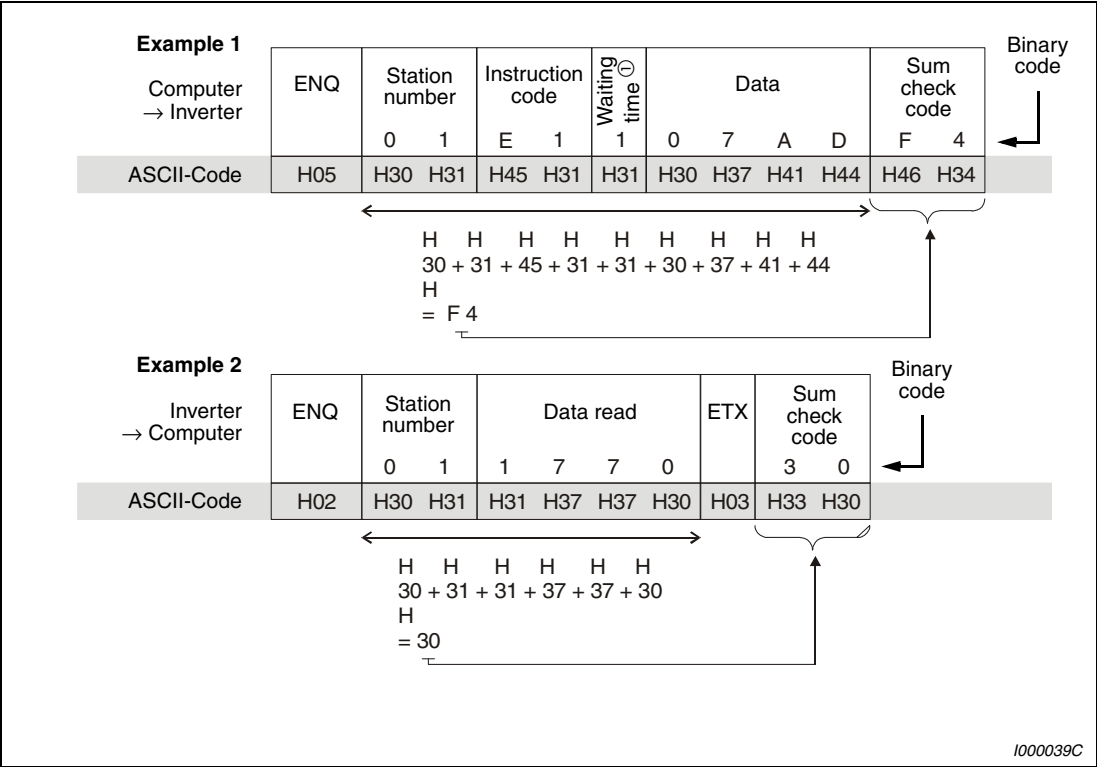 Example 1
Computer
→ Inverter
ENQ
Station
number
Instruction
code
Waiting
time ①
Data
Sum
check
code
Binary
code
0 1 E 1 1 0 7 A D F 4
ASCII-Code H05 H30 H31 H45 H31 H31 H30 H37 H41 H44 H46 H34
H H H H H H H H H
30 + 31 + 45 + 31 + 31 + 30 + 37 + 41 + 44
H
= F 4
Example 2
Inverter
→ Computer
ENQ
Station
number
Data read
ETX
Sum
check
code
Binary
code
0 1 1 7 7 0 3 0
ASCII-Code H02 H30 H31 H31 H37 H37 H30 H03 H33 H30
H H H H H H
30 + 31 + 31 + 37 + 37 + 30
H
= 30
I000039C